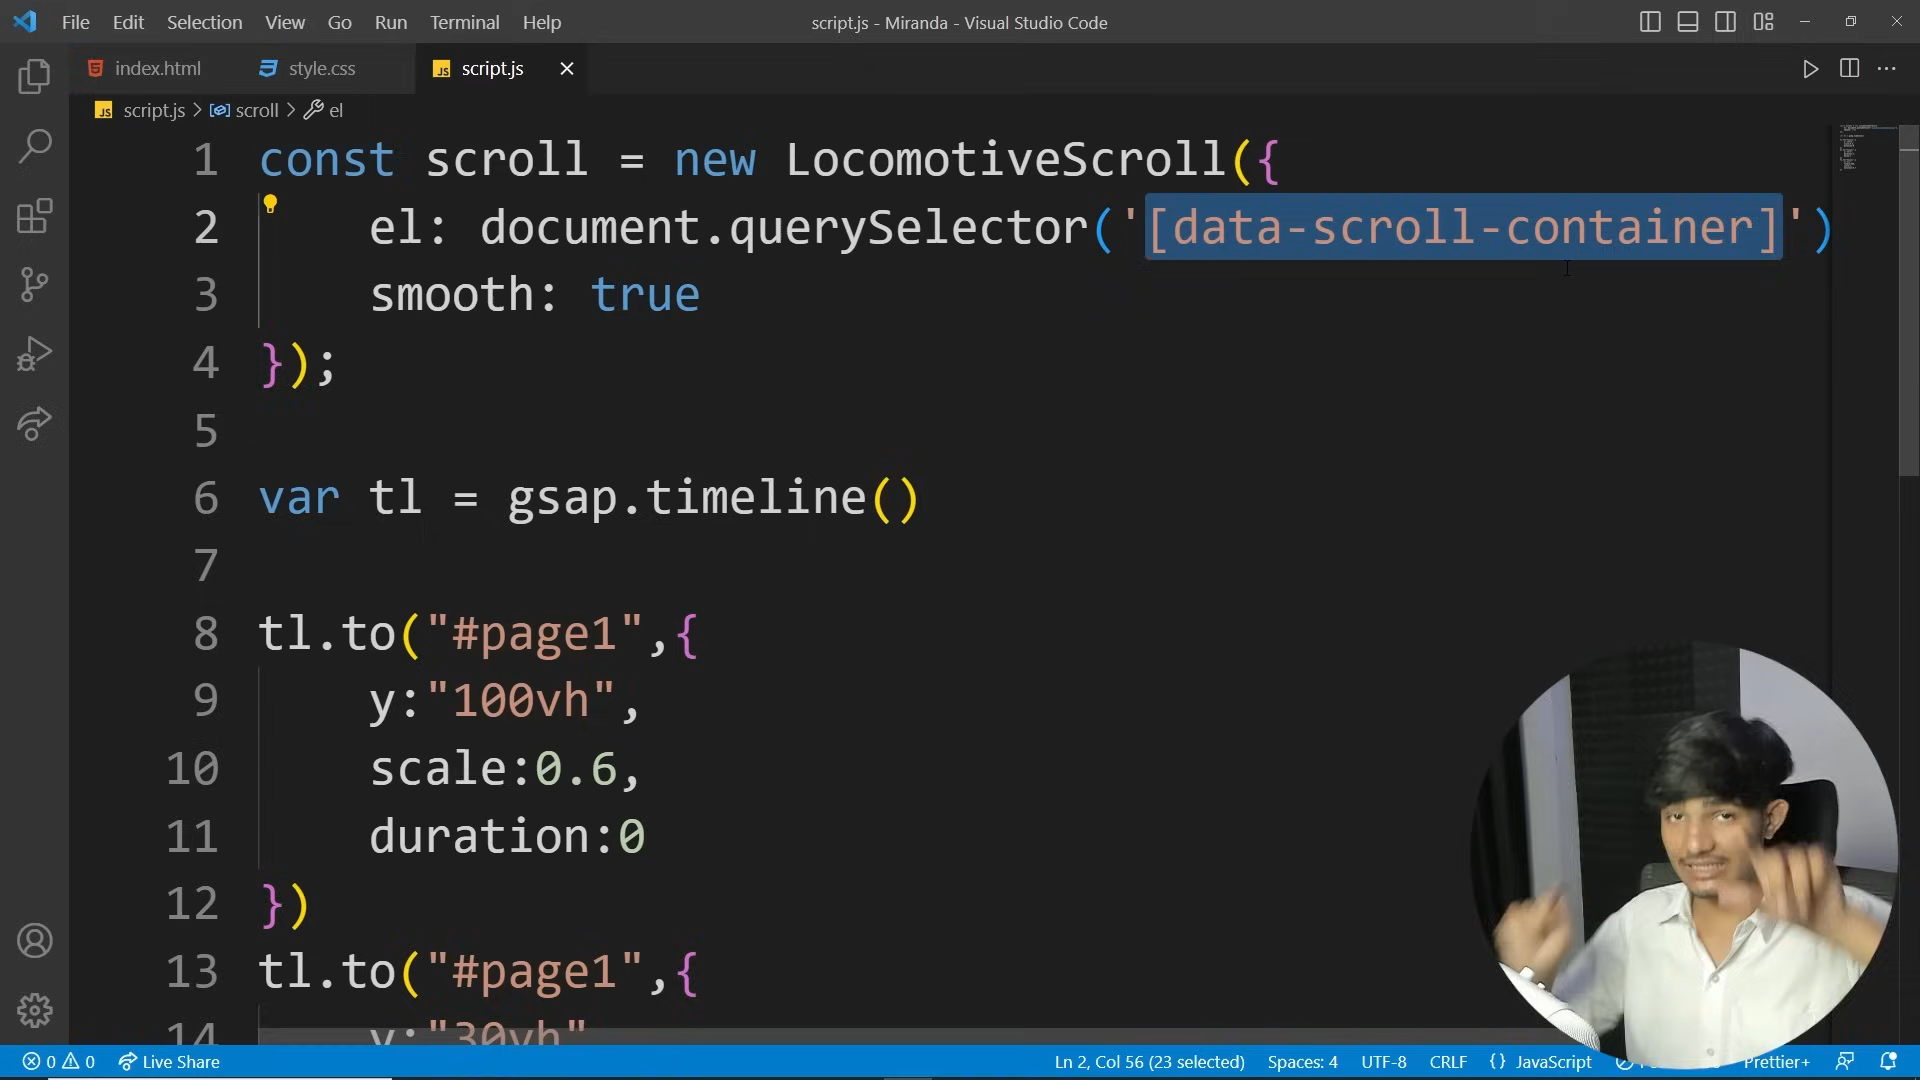 File Edit Selection View Go Run Terminal Help script.js - Miranda - Visual Studio Code
index.html style.css script.js
script.js > scroll > el
1 const scroll = new LocomotiveScroll({
2 el: document.querySelector('[data-scroll-container]')
3 smooth: true
4 });
5
6 var tl = gsap.timeline()
7
8 tl.to("#page1",{
9 y:"100vh",
10 scale:0.6,
11 duration:0
12 })
13 tl.to("#page1",{
14 y:"30vh"
0 0 Live Share Ln 2, Col 56 (23 selected) Spaces: 4 UTF-8 CRLF {} JavaScript Prettier+